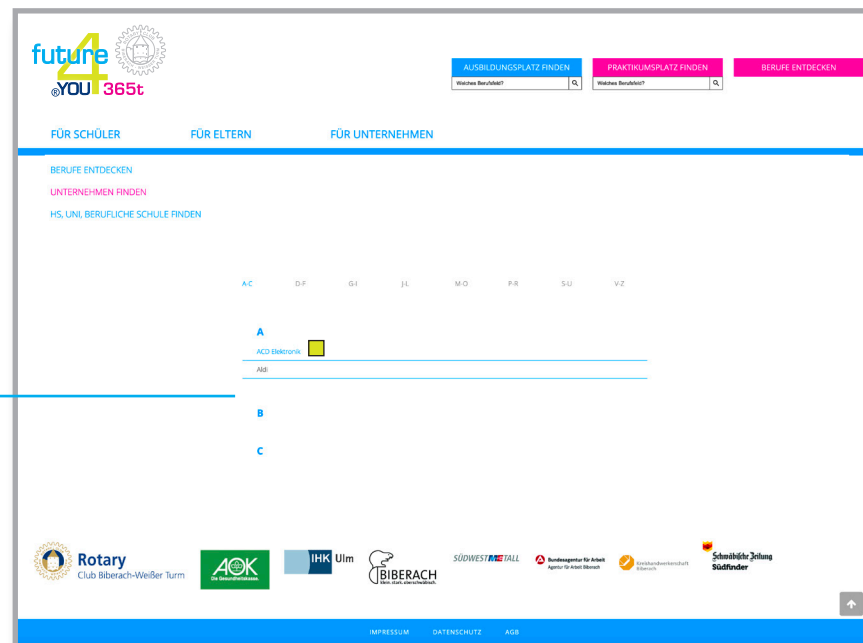 future
4
®YOU 365t
AUSBILDUNGSPLATZ FINDEN
PRAKTIKUMSPLATZ FINDEN
BERUFE ENTDECKEN
Welches Berufsfeld?
Welches Berufsfeld?
FÜR SCHÜLER
FÜR ELTERN
FÜR UNTERNEHMEN
BERUFE ENTDECKEN
UNTERNEHMEN FINDEN
HS, UNI, BERUFLICHE SCHULE FINDEN
A-C
D-F
G-I
J-L
M-O
P-R
S-U
V-Z
A
ACD Elektronik
Aldi
B
C
Rotary
Club Biberach-Weißer Turm
AOK
Die Gesundheitskasse.
IHK Ulm
BIBERACH
klein. stark. oberschwäbisch.
SÜDWESTMETALL
Bundesagentur für Arbeit
Agentur für Arbeit Biberach
Kreishandwerkerschaft
Biberach
Schwäbische Zeitung
Südfinder
IMPRESSUM
DATENSCHUTZ
AGB